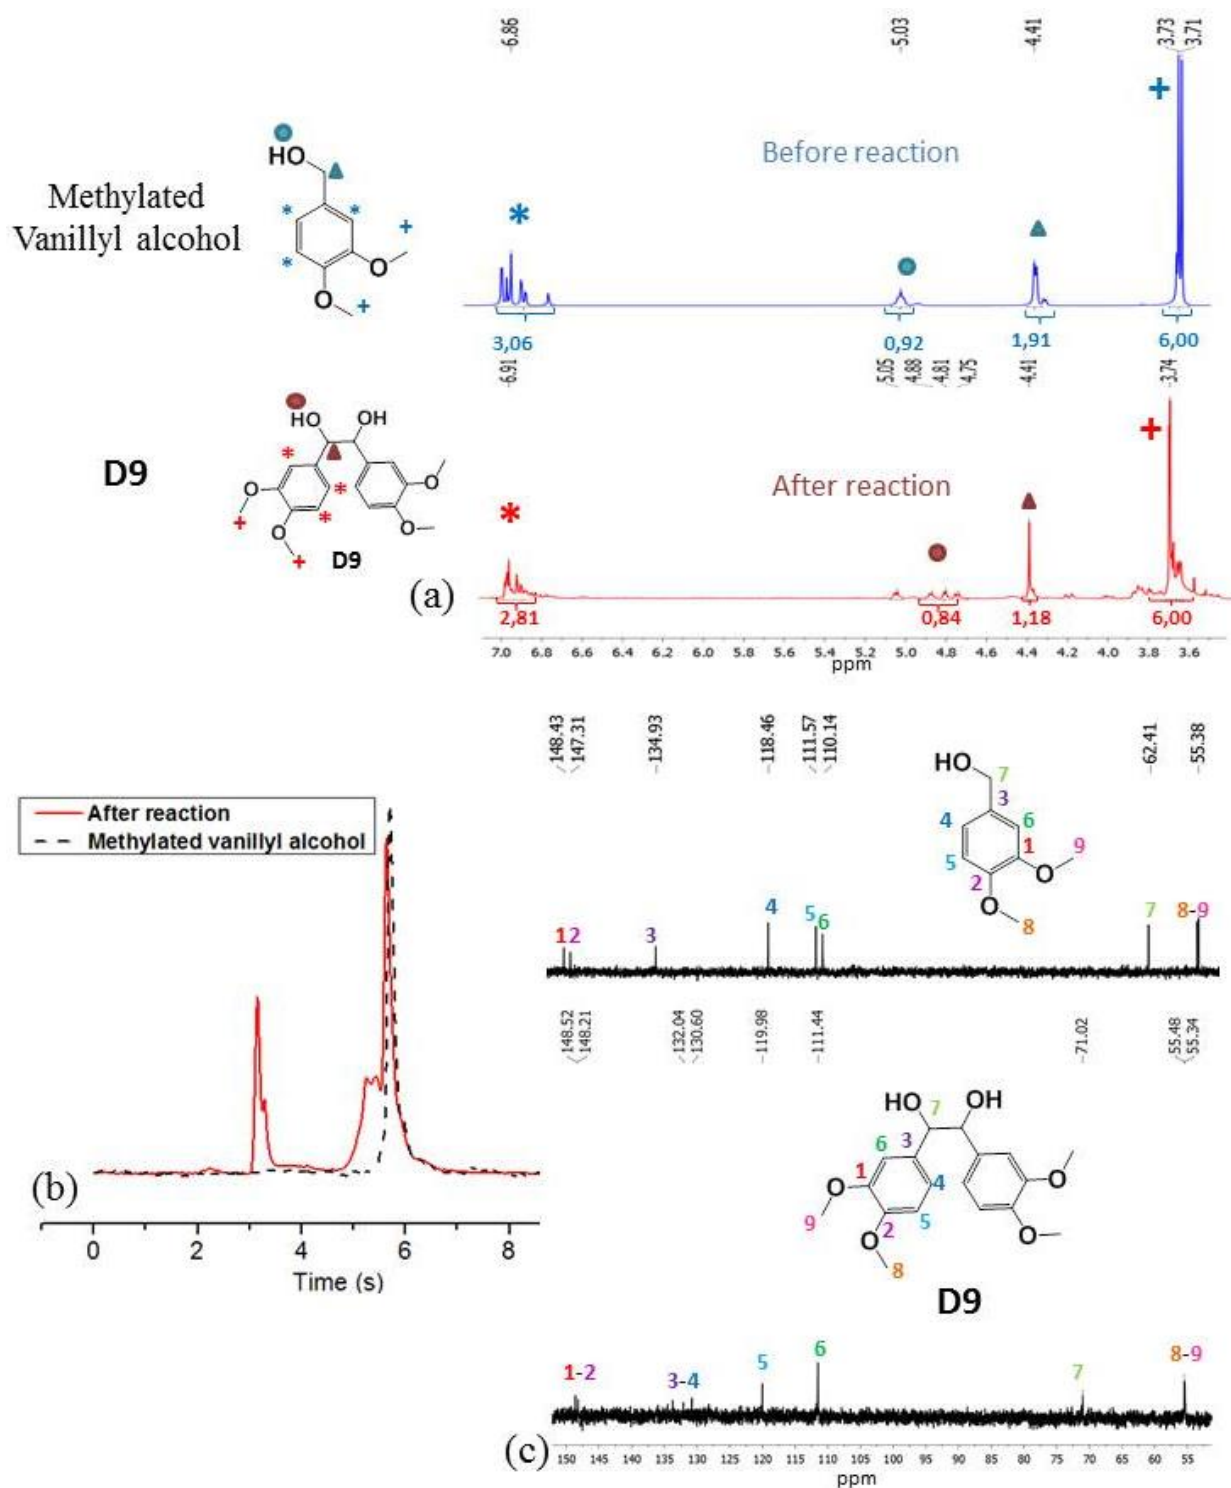 -6.86
-5.03
-4.41
3.73
3.71
+
Before reaction
HO
Methylated
Vanillyl alcohol
*
*
*
*
+
O
O
+
3,06
0,92
1,91
6,00
-6.91
5.05
4.88
4.81
4.75
-4.41
-3.74
D9
HO
OH
*
*
*
O
O
O
O
+
+
D9
*
After reaction
+
(a)
2,81
0,84
1,18
6,00
7.0 6.8 6.6 6.4 6.2 6.0 5.8 5.6 5.4 5.2 5.0 4.8 4.6 4.4 4.2 4.0 3.8 3.6
ppm
After reaction
Methylated vanillyl alcohol
(b)
0 2 4 6 8
Time (s)
148.43
147.31
-134.93
-118.46
111.57
110.14
-62.41
-55.38
HO
7
3
4
6
1
9
5
O
2
O
8
1 2
3
4
5
6
7
8-9
148.52
148.21
132.04
130.60
-119.98
-111.44
-71.02
55.48
55.34
HO
7
OH
6
3
1
4
O
O
9
2
5
O
O
8
D9
1-2
3-4
5
6
7
8-9
(c)
150 145 140 135 130 125 120 115 110 105 100 95 90 85 80 75 70 65 60 55
ppm